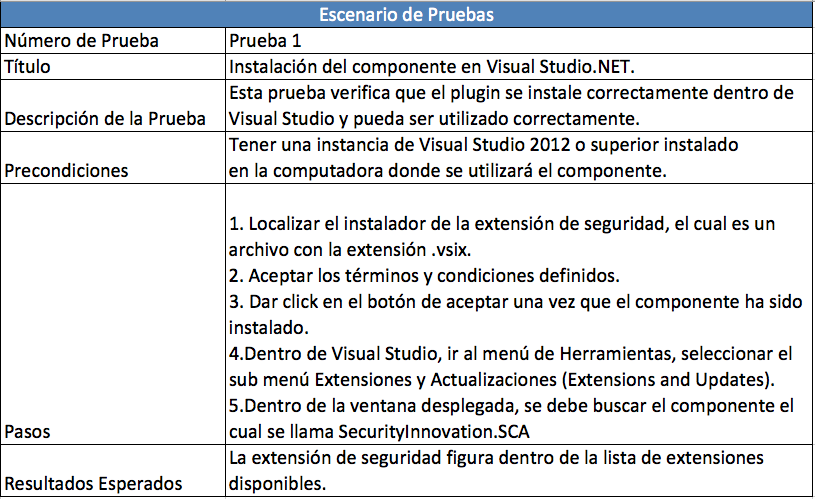 Escenario de Pruebas
Número de Prueba
Prueba 1
Título
Instalación del componente en Visual Studio.NET.
Descripción de la Prueba
Esta prueba verifica que el plugin se instale correctamente dentro de
Visual Studio y pueda ser utilizado correctamente.
Precondiciones
Tener una instancia de Visual Studio 2012 o superior instalado
en la computadora donde se utilizará el componente.
Pasos
1. Localizar el instalador de la extensión de seguridad, el cual es un
archivo con la extensión .vsix.
2. Aceptar los términos y condiciones definidos.
3. Dar click en el botón de aceptar una vez que el componente ha sido
instalado.
4.Dentro de Visual Studio, ir al menú de Herramientas, seleccionar el
sub menú Extensiones y Actualizaciones (Extensions and Updates).
5.Dentro de la ventana desplegada, se debe buscar el componente el
cual se llama SecurityInnovation.SCA
Resultados Esperados
La extensión de seguridad figura dentro de la lista de extensiones
disponibles.